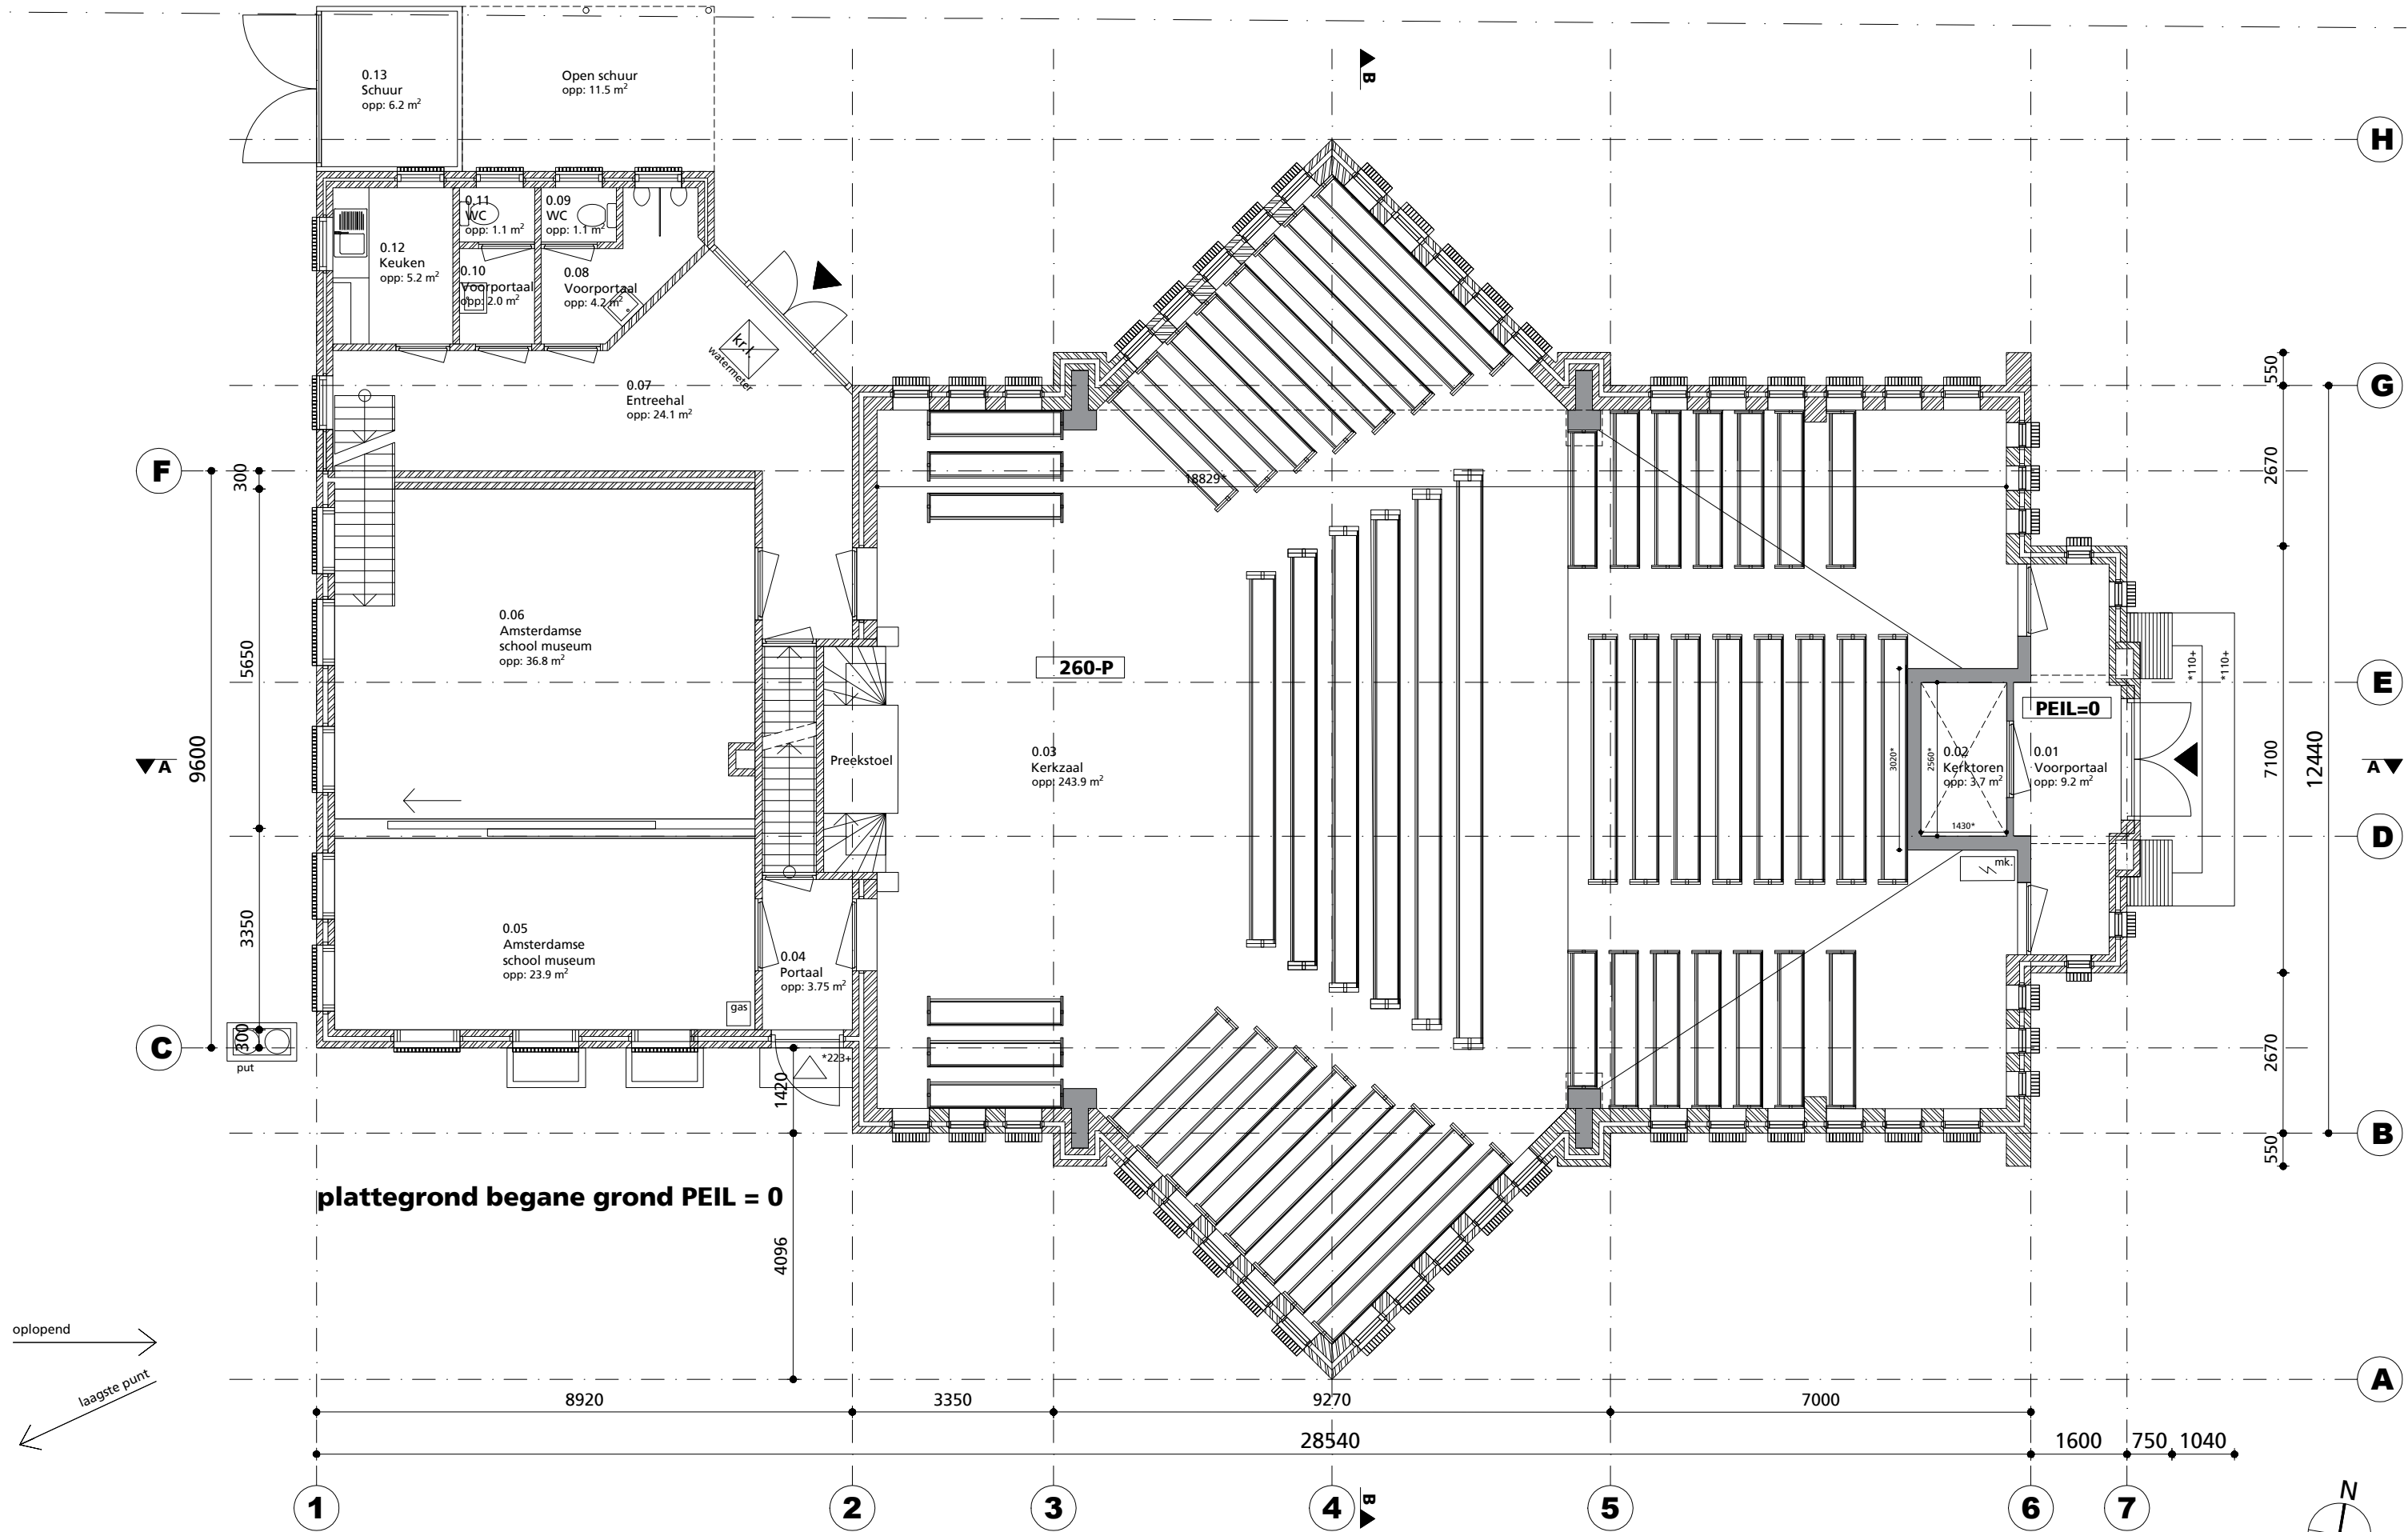 0.13
Schuur
opp: 6.2 m²
Open schuur
opp: 11.5 m²
B
H
0.11
WC
opp: 1.1 m²
0.09
WC
opp: 1.1 m²
0.12
Keuken
opp: 5.2 m²
0.10
Voorportaal
opp: 2.0 m²
0.08
Voorportaal
opp: 4.2 m²
kr.l.
watermeter
0.07
Entreehal
opp: 24.1 m²
G
550
F
300
18829*
2670
0.06
Amsterdamse
school museum
opp: 36.8 m²
5650
260-P
*110+
*110+
E
PEIL=0
9600
A
Preekstoel
0.03
Kerkzaal
opp: 243.9 m²
3020*
2560*
0.02
Kerktoren
opp: 3.7 m²
0.01
Voorportaal
opp: 9.2 m²
7100
12440
A
1430*
D
mk.
3350
0.05
Amsterdamse
school museum
opp: 23.9 m²
0.04
Portaal
opp: 3.75 m²
gas
C
300
put
*223+
1420
2670
B
550
plattegrond begane grond PEIL = 0
4096
oplopend
laagste punt
A
8920
3350
9270
7000
28540
1600
750
1040
1
2
3
4
B
5
6
7
N